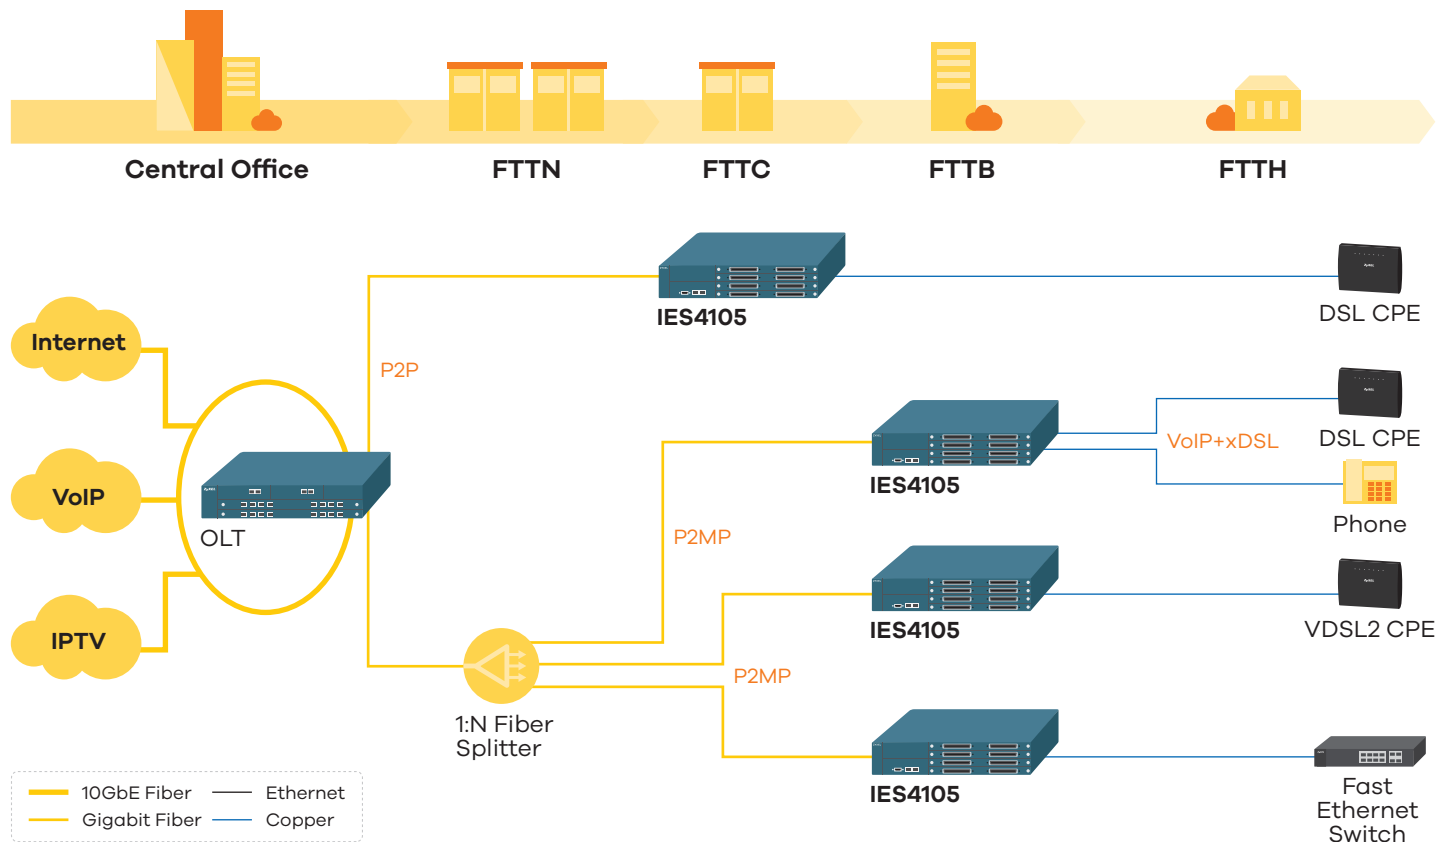 Central Office
FTTN
FTTC
FTTB
FTTH
IES4105
DSL CPE
Internet
P2P
DSL CPE
VoIP+xDSL
IES4105
VoIP
Phone
OLT
P2MP
IES4105
VDSL2 CPE
IPTV
P2MP
1:N Fiber
Splitter
IES4105
Fast
Ethernet
Switch
10GbE Fiber
Ethernet
Gigabit Fiber
Copper